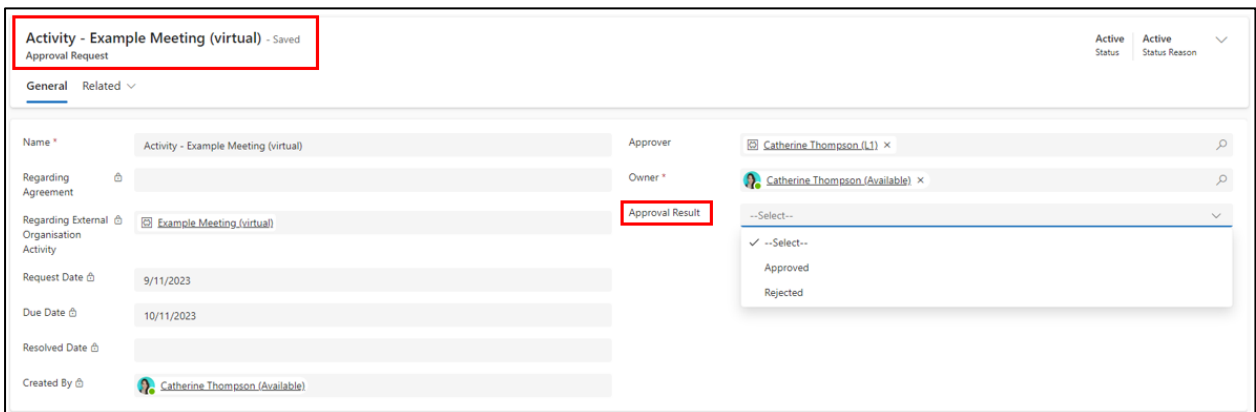 Activity - Example Meeting (virtual) - Saved
Approval Request
Active
Status
Active
Status Reason
General Related
Name *
Activity - Example Meeting (virtual)
Regarding
Agreement
Regarding External
Organisation
Activity
Example Meeting (virtual)
Request Date
9/11/2023
Due Date
10/11/2023
Resolved Date
Created By
Catherine Thompson (Available)
Approver
Catherine Thompson (L1) ×
Owner *
Catherine Thompson (Available) ×
Approval Result
--Select--
✓ --Select--
Approved
Rejected